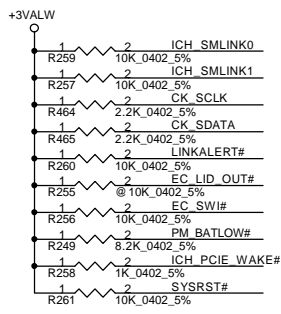 +3VALW
1 2 ICH_SMLINK0
R259 10K_0402_5%
1 2 ICH_SMLINK1
R257 10K_0402_5%
1 2 CK_SCLK
R464 2.2K_0402_5%
1 2 CK_SDATA
R465 2.2K_0402_5%
1 2 LINKALERT#
R260 10K_0402_5%
1 2 EC_LID_OUT#
R255 @ 10K_0402_5%
1 2 EC_SWI#
R256 10K_0402_5%
1 2 PM_BATLOW#
R249 8.2K_0402_5%
1 2 ICH_PCIE_WAKE#
R258 1K_0402_5%
1 2 SYSRST#
R261 10K_0402_5%